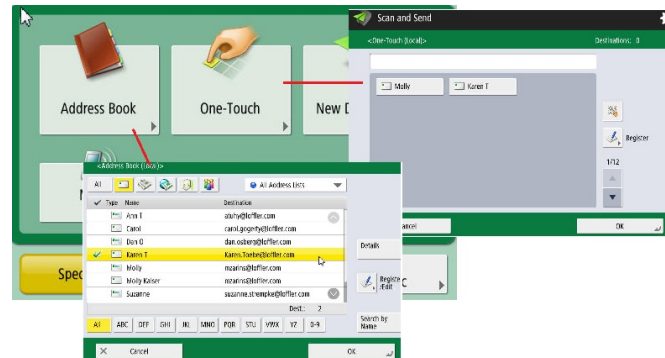 Address Book
One-Touch
New D
Spec
Scan and Send
<One-Touch (Local)>
Destinations: 0
Molly
Karen T
Register
1/12
ancel
OK
<Address Book (Local)>
All
All Address Lists
Type Name
Destination
Ann T
atuhy@loffler.com
Carol
carol.gogerty@loffler.com
Dan O
dan.osberg@loffler.com
Karen T
Karen.Toebe@loffler.com
Molly
mzarins@loffler.com
Molly Kaiser
mzarins@loffler.com
Suzanne
suzanne.strempke@loffler.com
Dest.: 2
Details
Registe
/Edit
Search by
Name
All ABC DEF GHI JKL MNO PQR STU VWX YZ 0-9
Cancel
OK
C